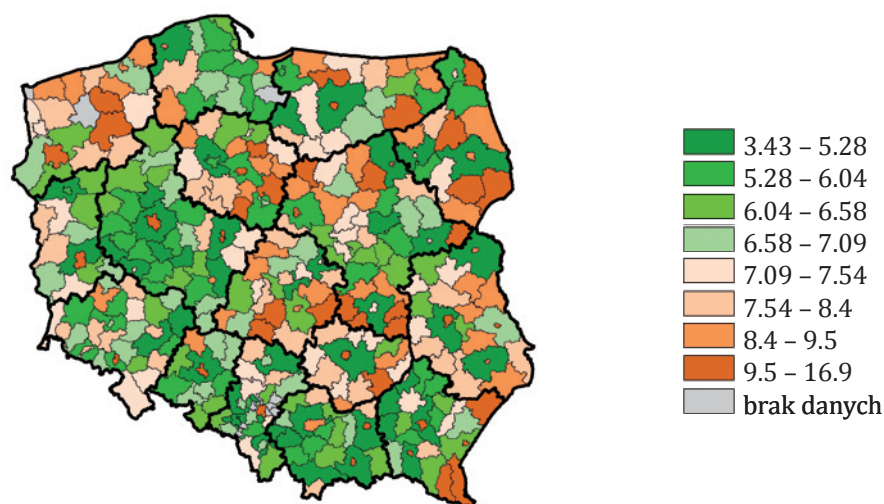 3.43 – 5.28
5.28 – 6.04
6.04 – 6.58
6.58 – 7.09
7.09 – 7.54
7.54 – 8.4
8.4 – 9.5
9.5 – 16.9
brak danych